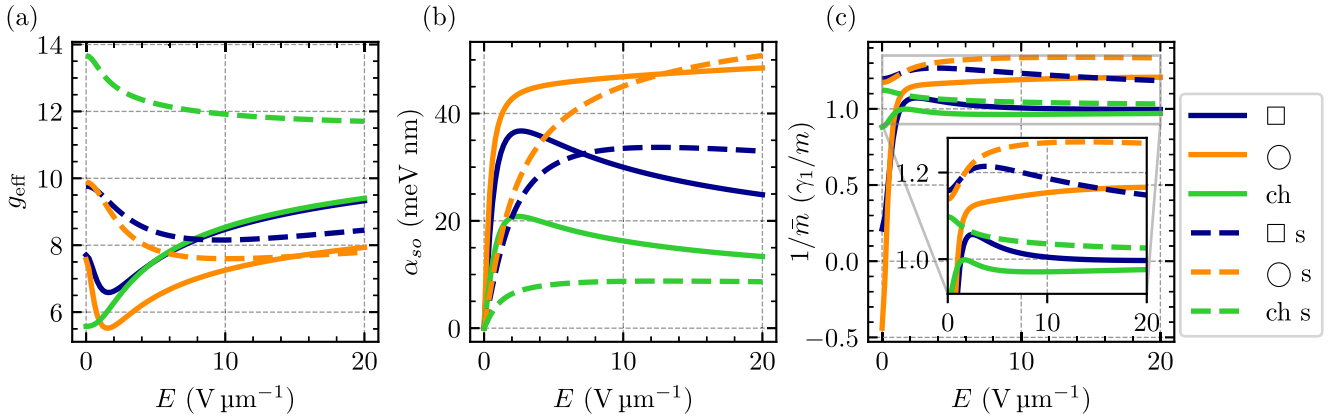 (a)
14
12
10
8
6
g_eff
0
10
20
E (V μm⁻¹)
(b)
40
20
0
α_so (meV nm)
0
10
20
E (V μm⁻¹)
(c)
1.0
0.5
0.0
−0.5
1/m̄ (γ₁/m)
1.2
1.0
0
10
20
0
10
20
E (V μm⁻¹)
□
○
ch
□ s
○ s
ch s